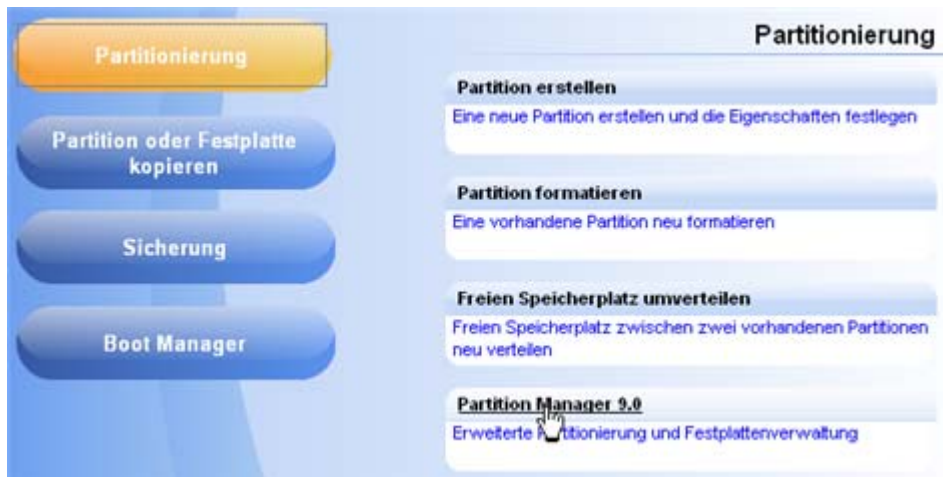 Partitionierung
Partition oder Festplatte
kopieren
Sicherung
Boot Manager
Partitionierung
Partition erstellen
Eine neue Partition erstellen und die Eigenschaften festlegen
Partition formatieren
Eine vorhandene Partition neu formatieren
Freien Speicherplatz umverteilen
Freien Speicherplatz zwischen zwei vorhandenen Partitionen
neu verteilen
Partition Manager 9.0
Erweiterte Partitionierung und Festplattenverwaltung